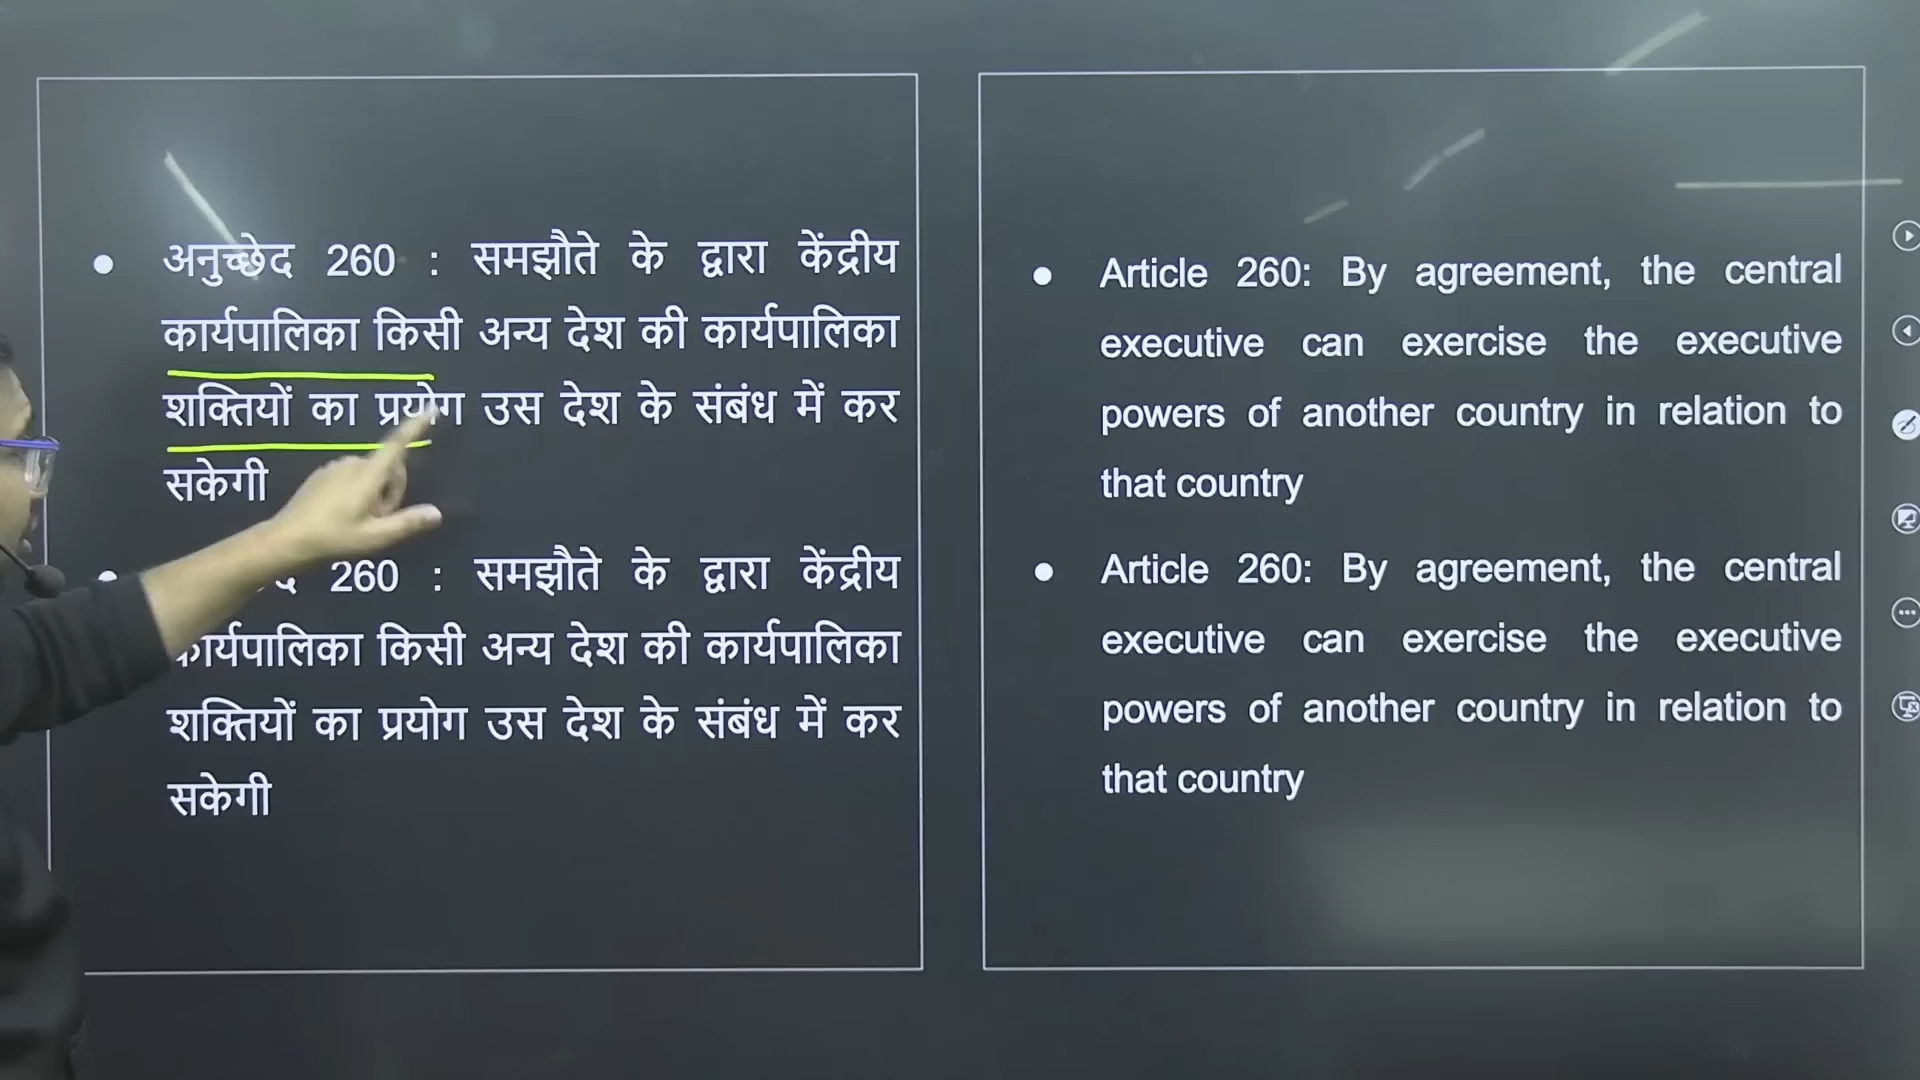 अनुच्छेद 260 : समझौते के द्वारा केंद्रीय
कार्यपालिका किसी अन्य देश की कार्यपालिका
शक्तियों का प्रयोग उस देश के संबंध में कर
सकेगी
260 : समझौते के द्वारा केंद्रीय
कार्यपालिका किसी अन्य देश की कार्यपालिका
शक्तियों का प्रयोग उस देश के संबंध में कर
सकेगी
Article 260: By agreement, the central
executive can exercise the executive
powers of another country in relation to
that country
Article 260: By agreement, the central
executive can exercise the executive
powers of another country in relation to
that country